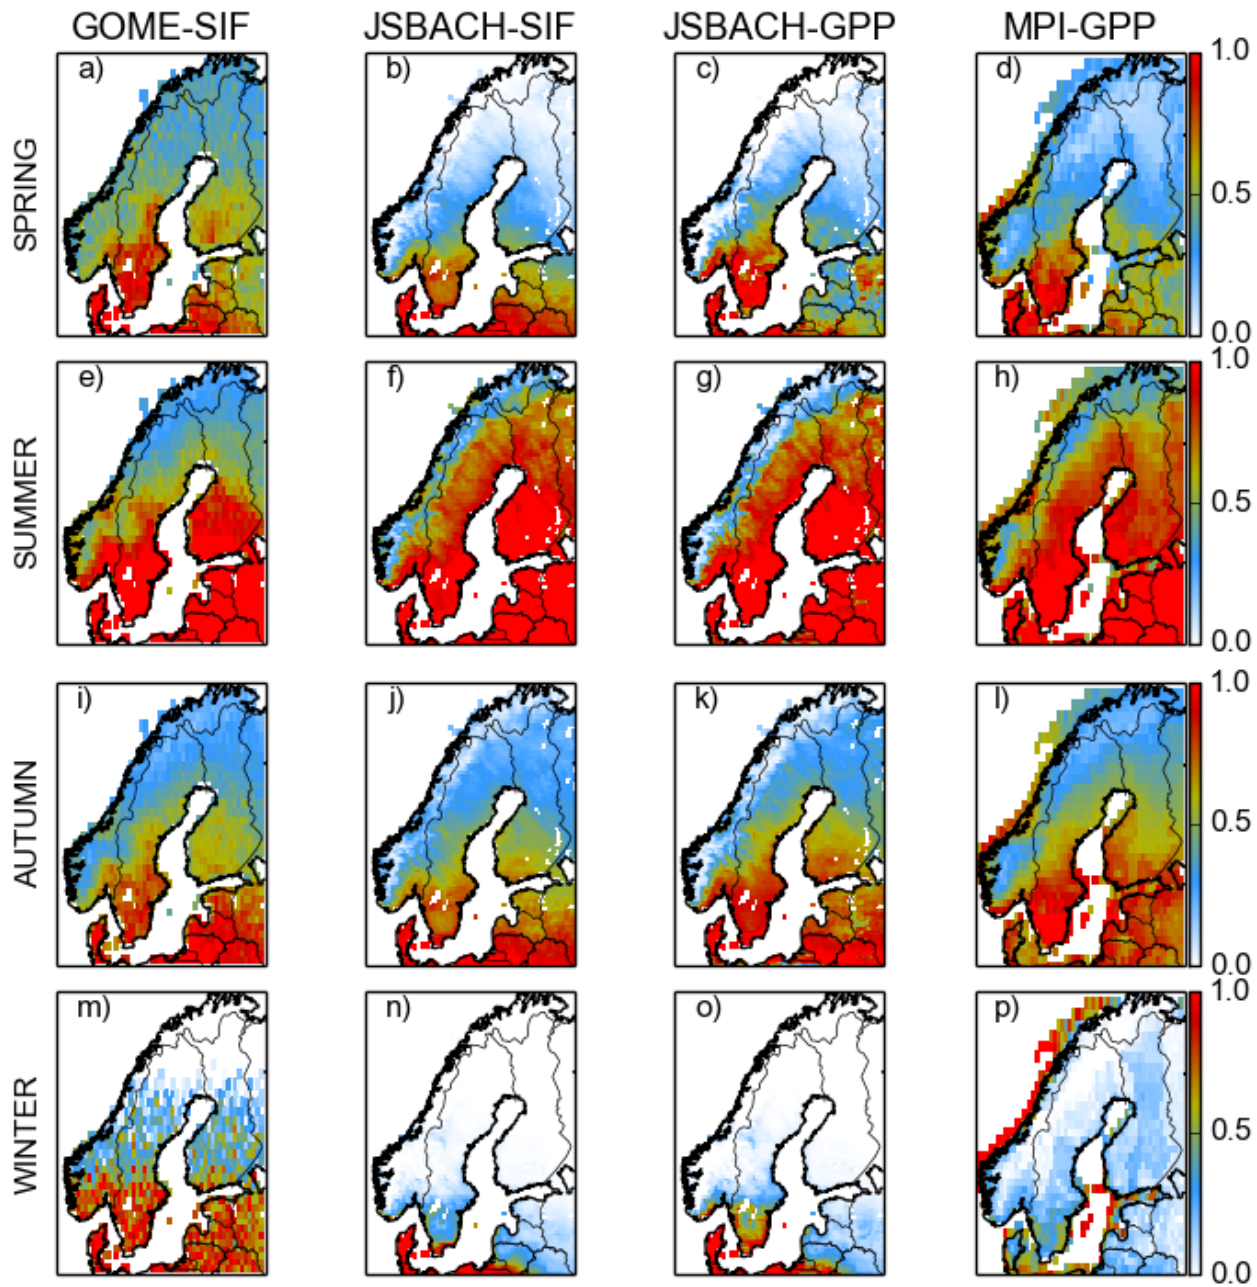 GOME-SIF JSBACH-SIF JSBACH-GPP MPI-GPP
SPRING a) b) c) d) 1.0
0.5
0.0
SUMMER e) f) g) h) 1.0
0.5
0.0
AUTUMN i) j) k) l) 1.0
0.5
0.0
WINTER m) n) o) p) 1.0
0.5
0.0